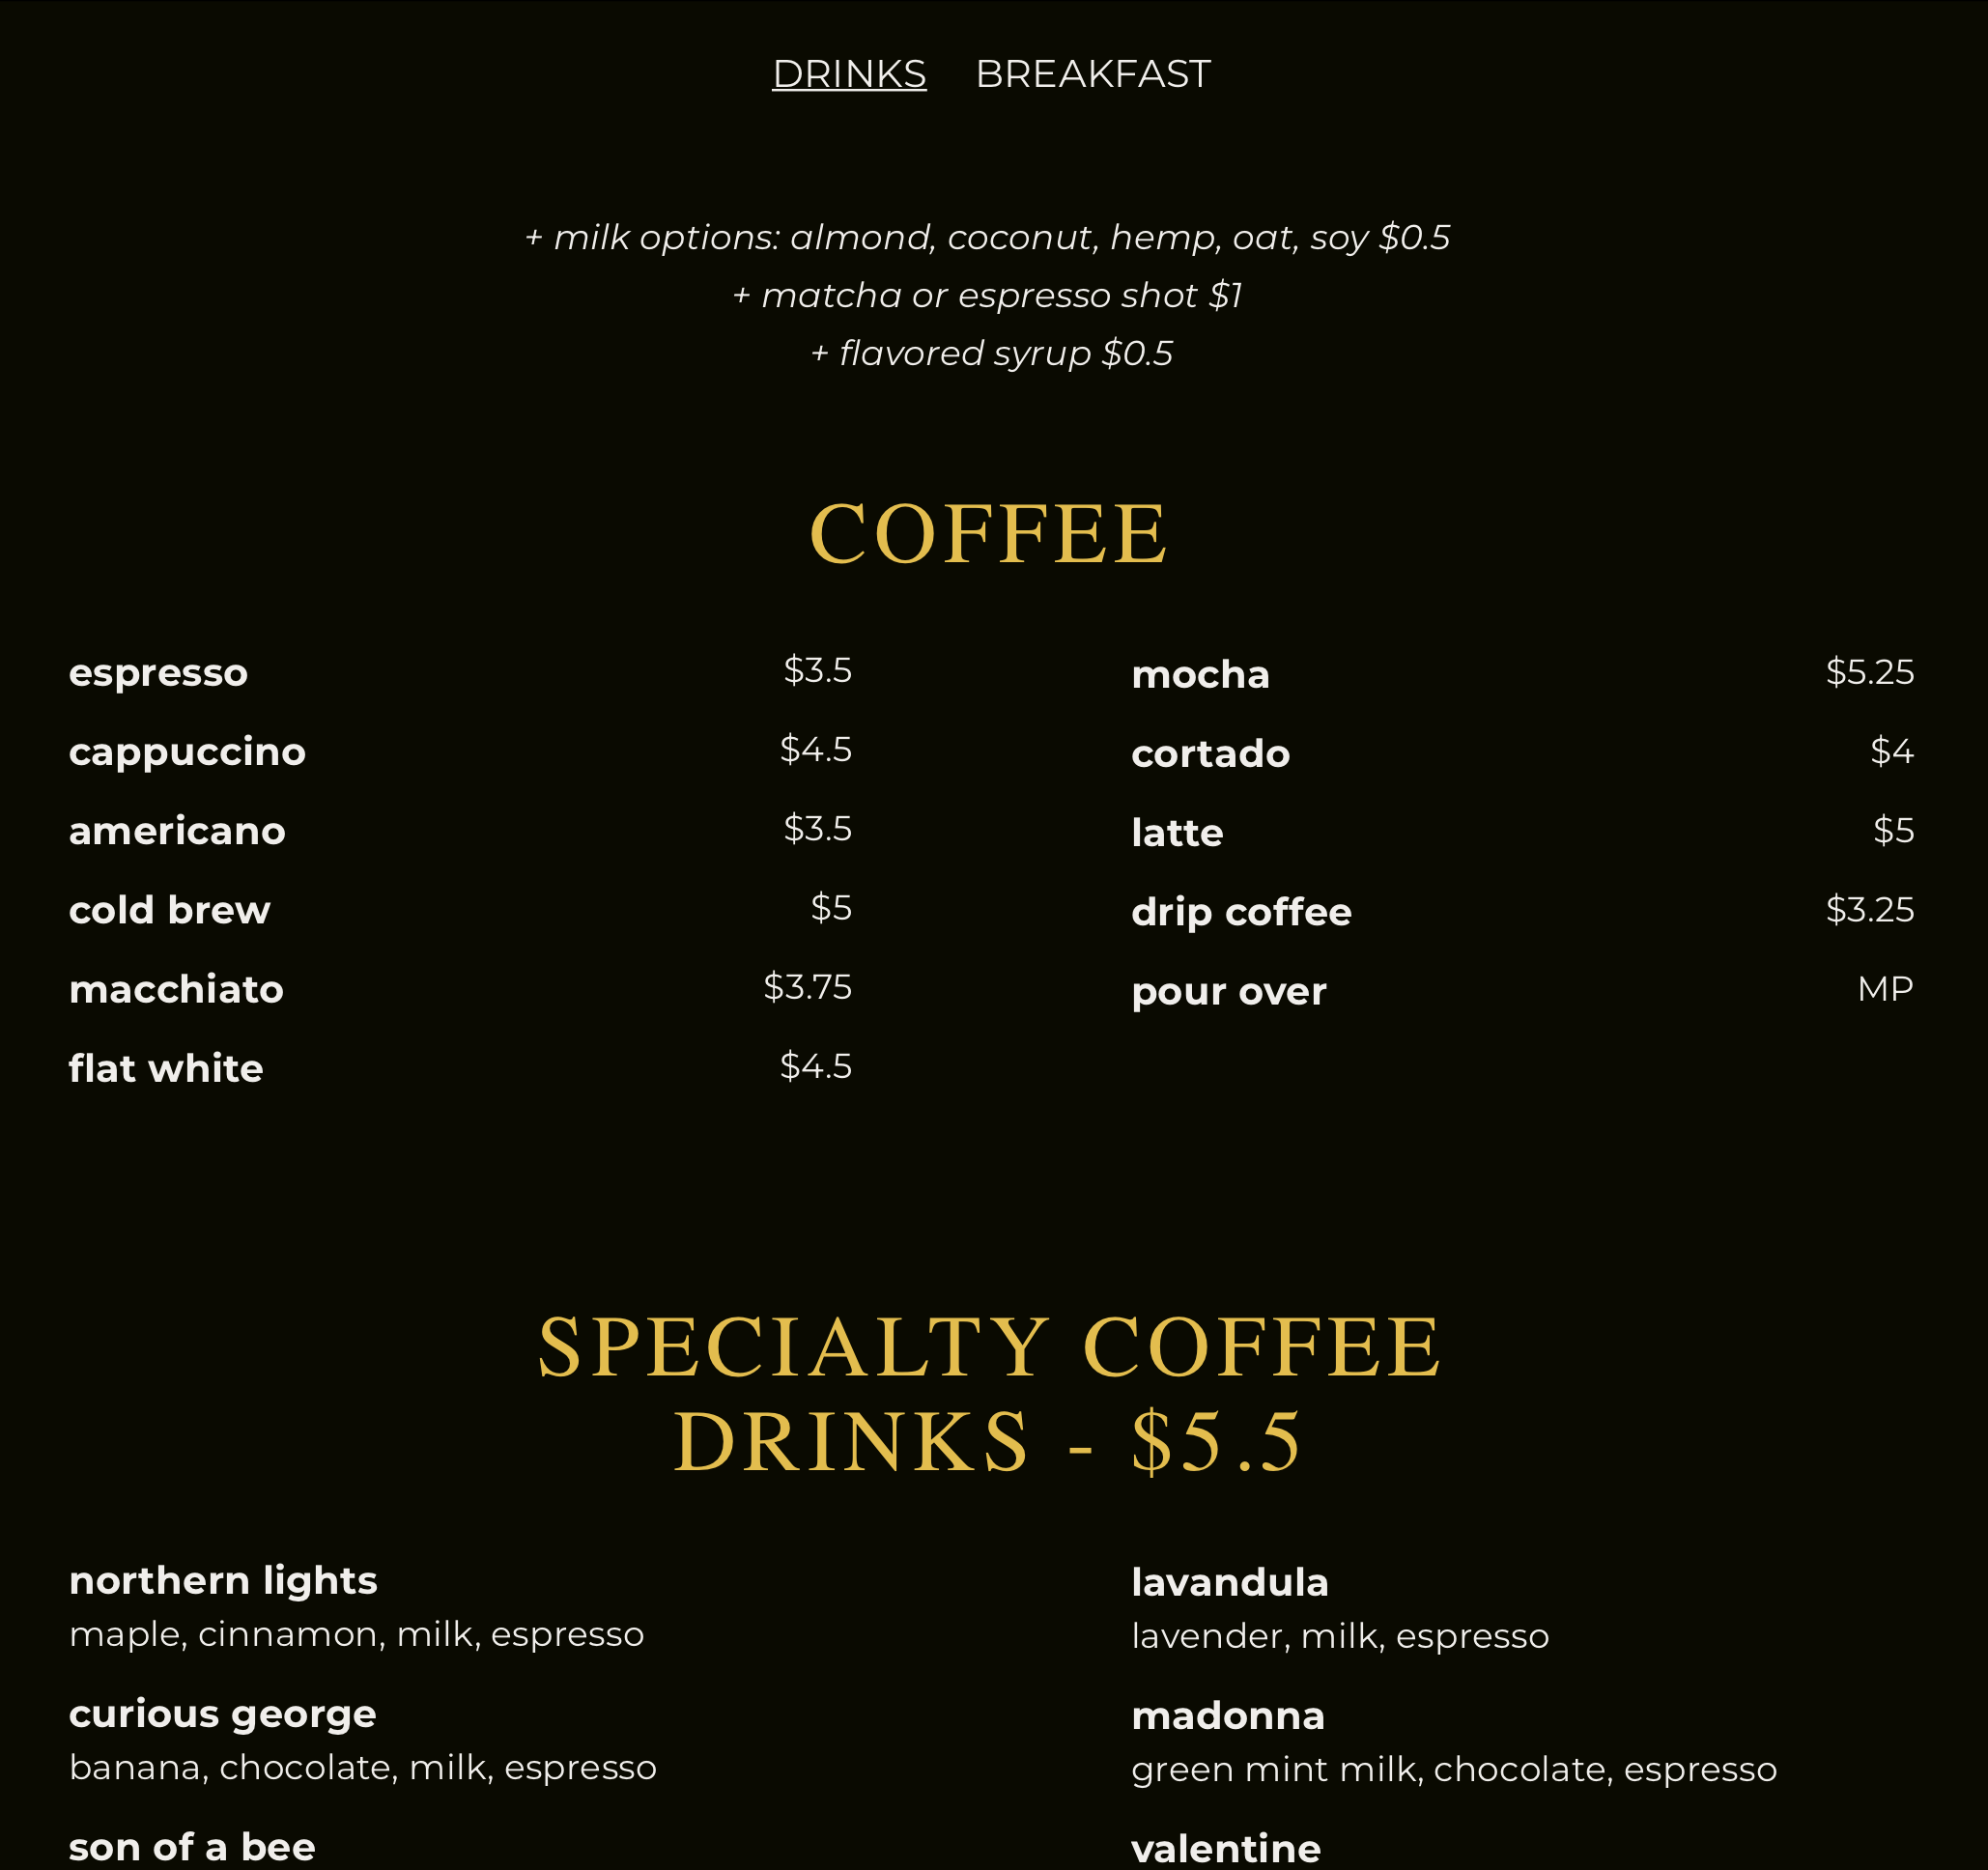 DRINKS BREAKFAST
+ milk options: almond, coconut, hemp, oat, soy $0.5
+ matcha or espresso shot $1
+ flavored syrup $0.5
COFFEE
espresso $3.5
cappuccino $4.5
americano $3.5
cold brew $5
macchiato $3.75
flat white $4.5
mocha $5.25
cortado $4
latte $5
drip coffee $3.25
pour over MP
SPECIALTY COFFEE
DRINKS - $5.5
northern lights
maple, cinnamon, milk, espresso
curious george
banana, chocolate, milk, espresso
son of a bee
lavandula
lavender, milk, espresso
madonna
green mint milk, chocolate, espresso
valentine